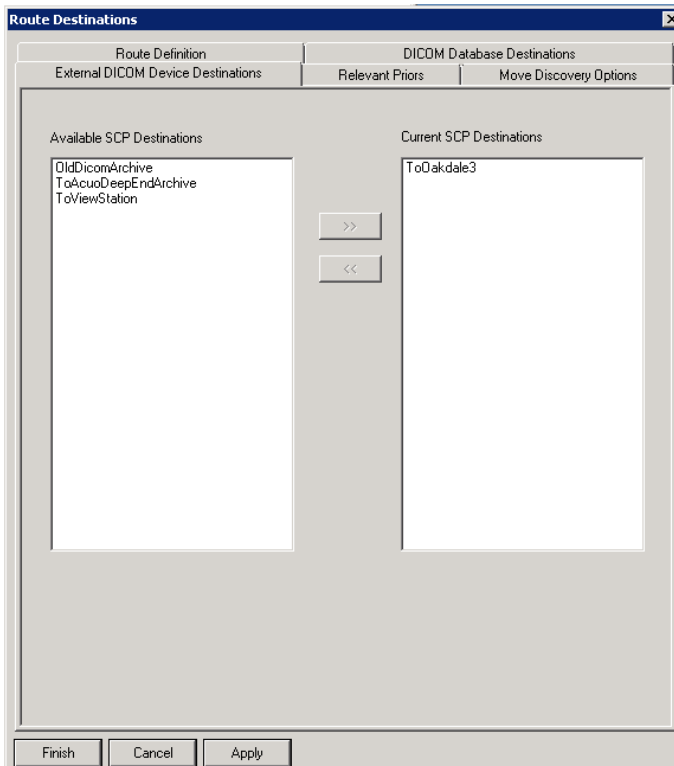 Route Destinations
Route Definition
DICOM Database Destinations
External DICOM Device Destinations
Relevant Priors
Move Discovery Options
Available SCP Destinations
Current SCP Destinations
OldDicomArchive
ToAcuoDeepEndArchive
ToViewStation
ToOakdale3
>>
<<
Finish
Cancel
Apply